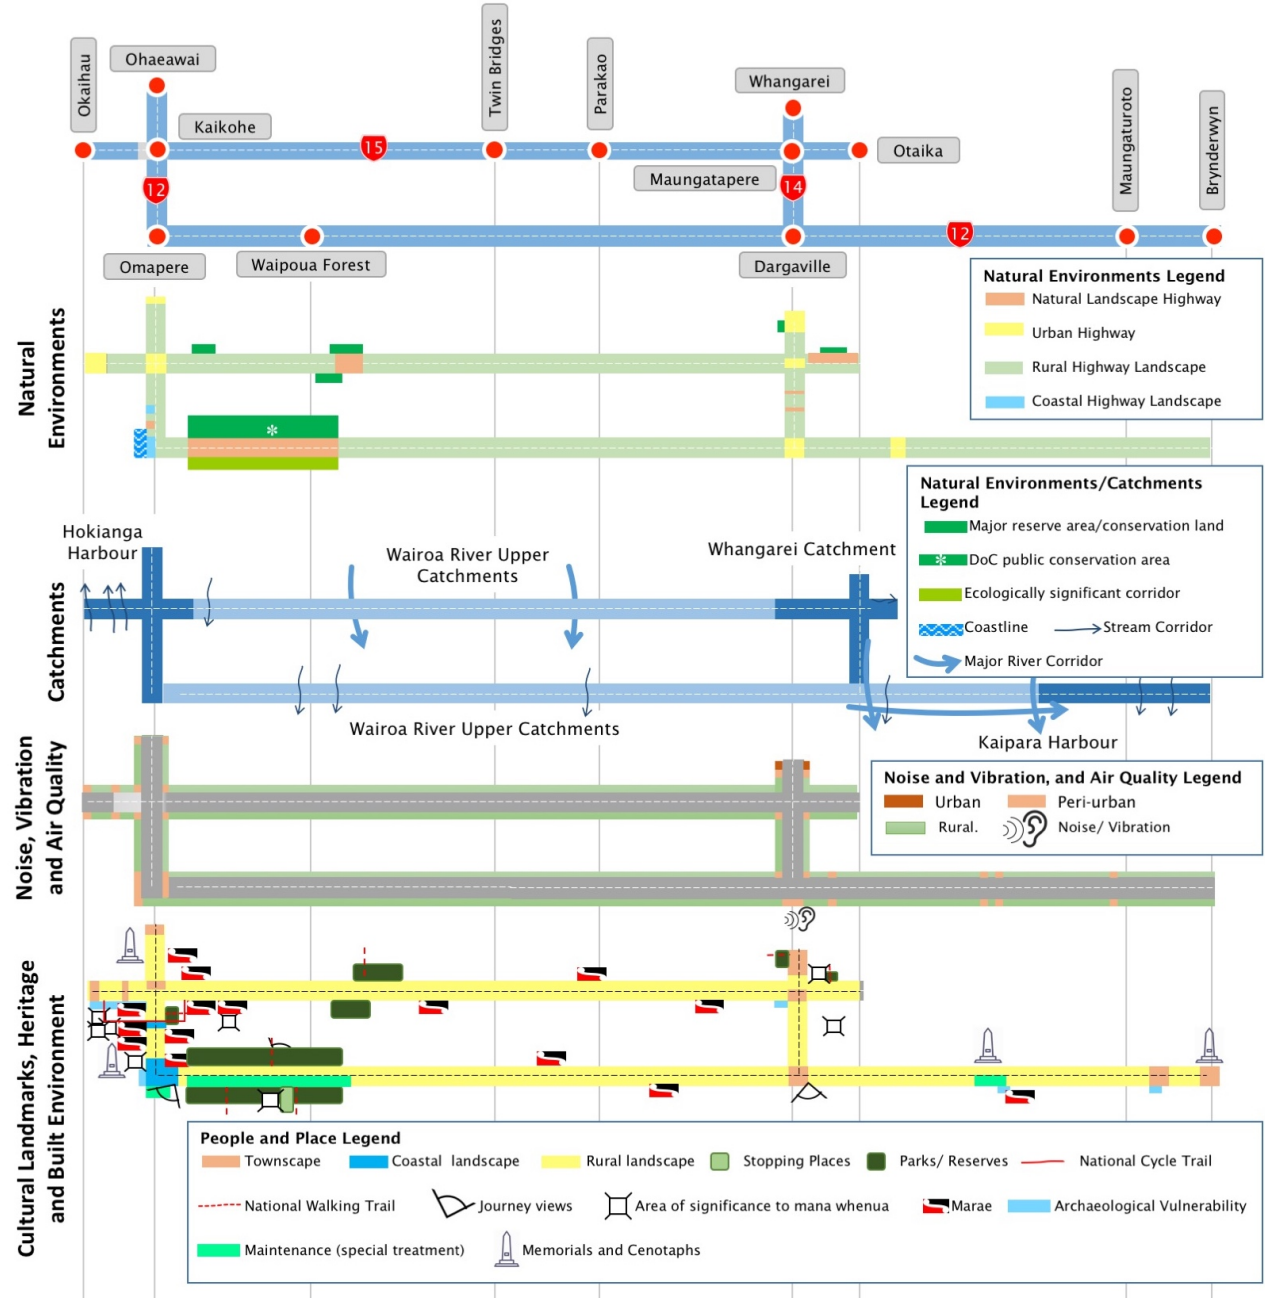 Okaihau
Ohaeawai
Kaikohe
Twin Bridges
Parakao
Whangarei
Otaika
Maungatapere
Maungaturoto
Brynderwyn
15
12
14
12
Omapere
Waipoua Forest
Dargaville
Natural
Environments
Natural Environments Legend
Natural Landscape Highway
Urban Highway
Rural Highway Landscape
Coastal Highway Landscape
Natural Environments/Catchments
Legend
Major reserve area/conservation land
DoC public conservation area
Ecologically significant corridor
Coastline
Stream Corridor
Major River Corridor
Catchments
Hokianga
Harbour
Wairoa River Upper
Catchments
Whangarei Catchment
Wairoa River Upper Catchments
Kaipara Harbour
Noise, Vibration
and Air Quality
Noise and Vibration, and Air Quality Legend
Urban
Peri-urban
Rural.
Noise/ Vibration
Cultural Landmarks, Heritage
and Built Environment
People and Place Legend
Townscape
Coastal landscape
Rural landscape
Stopping Places
Parks/ Reserves
National Cycle Trail
National Walking Trail
Journey views
Area of significance to mana whenua
Marae
Archaeological Vulnerability
Maintenance (special treatment)
Memorials and Cenotaphs